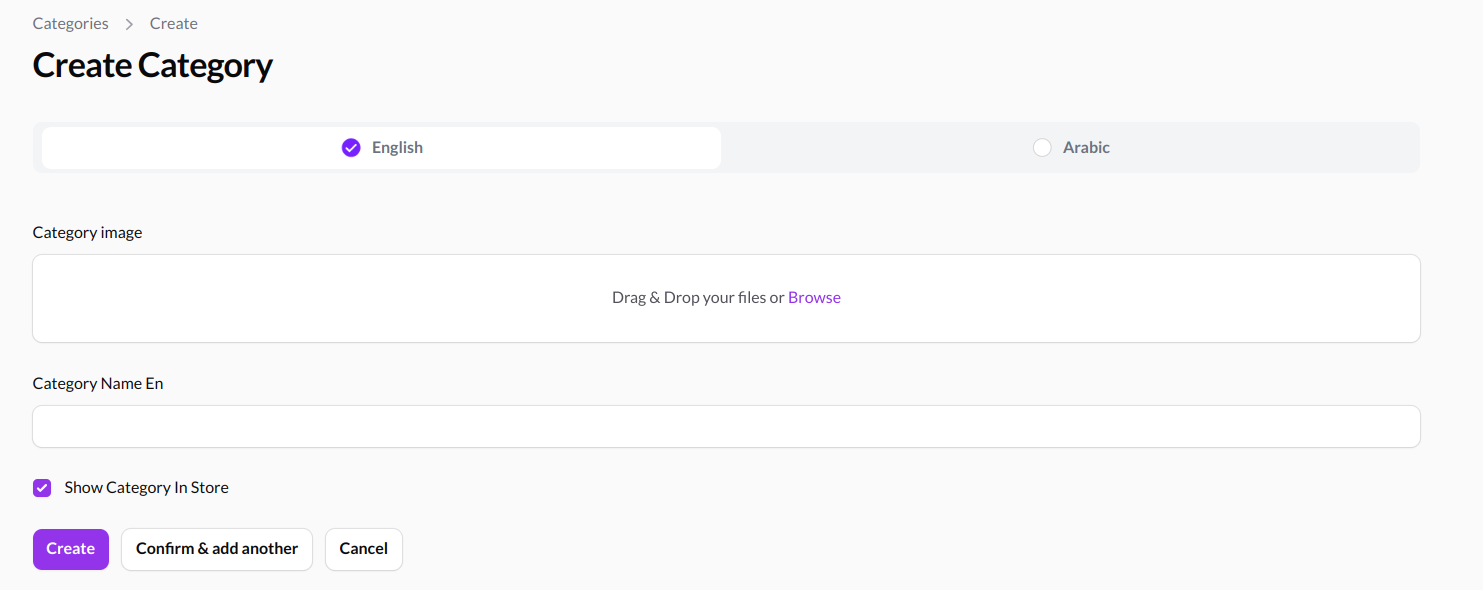 Categories > Create
Create Category
English Arabic
Category image
Drag & Drop your files or Browse
Category Name En
Show Category In Store
Create Confirm & add another Cancel